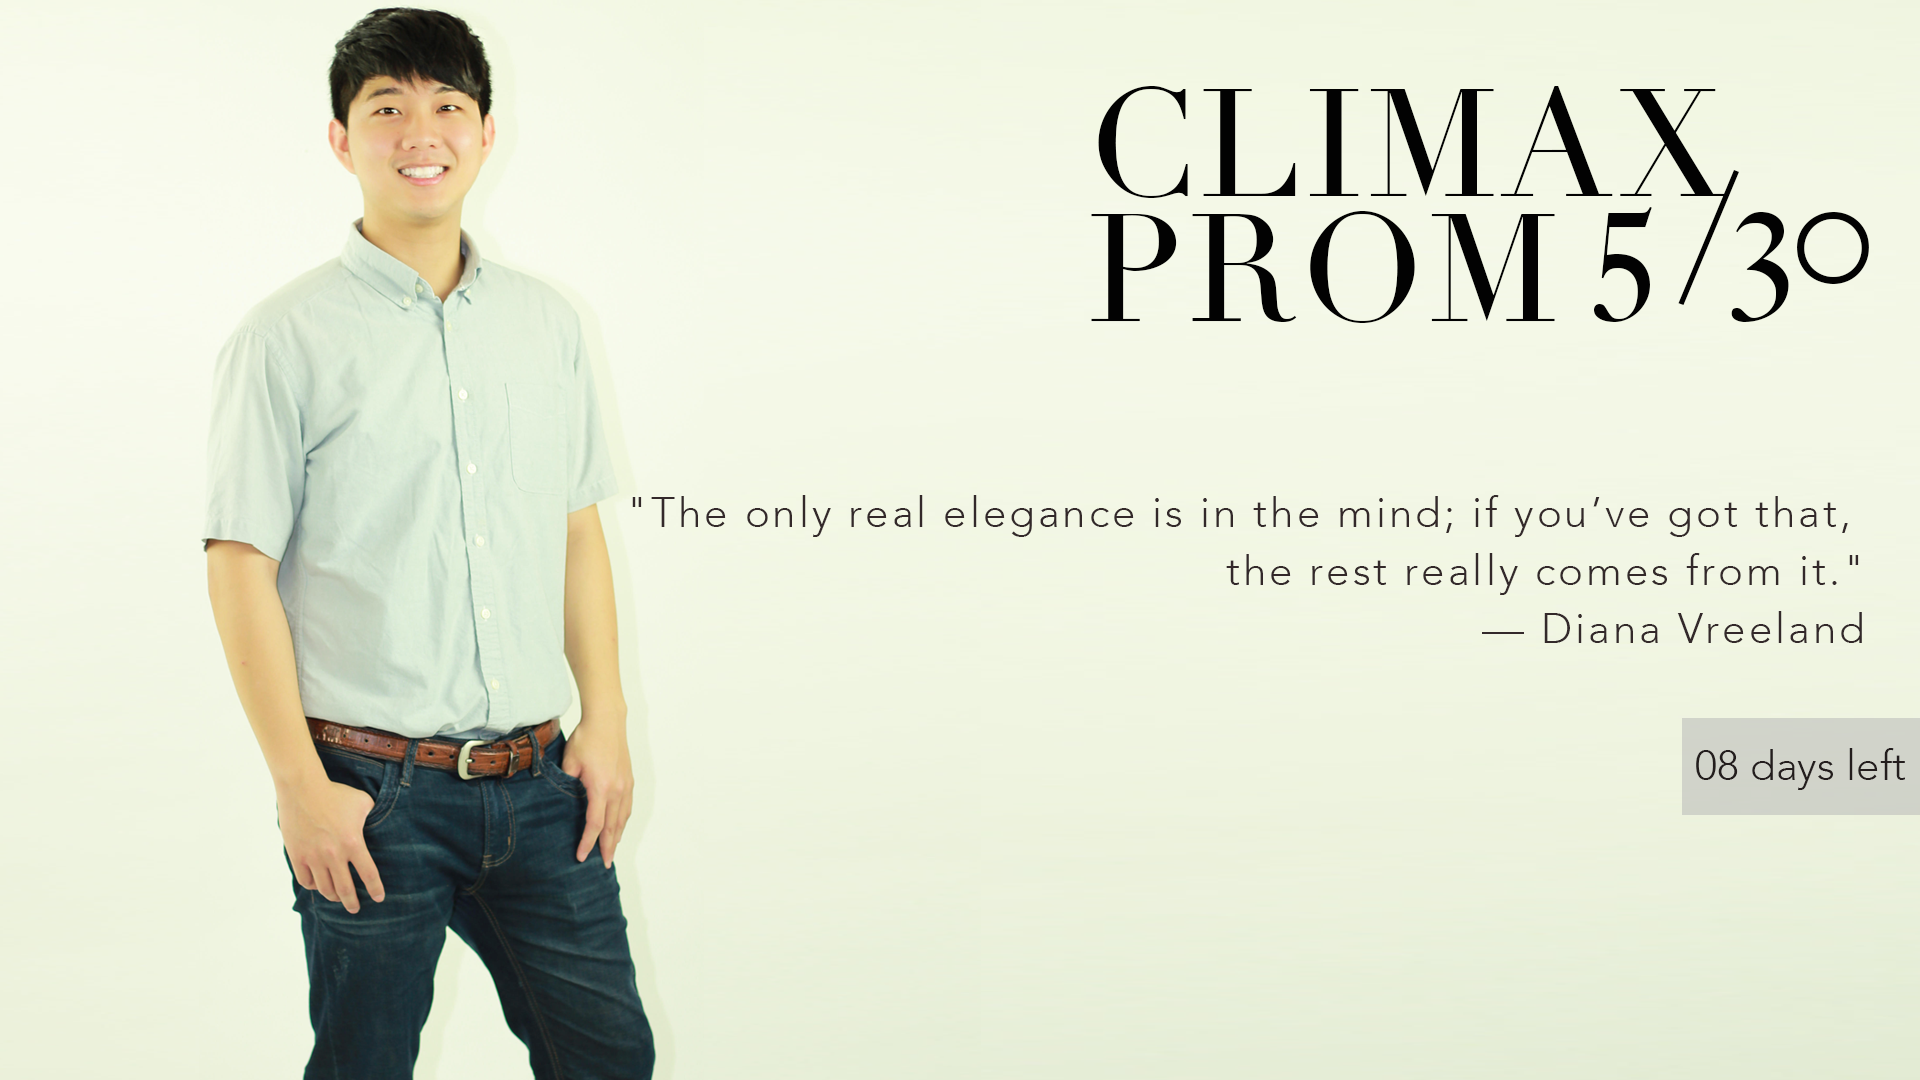 CLIMAX
PROM 5/30
"The only real elegance is in the mind; if you’ve got that,
the rest really comes from it."
— Diana Vreeland
08 days left